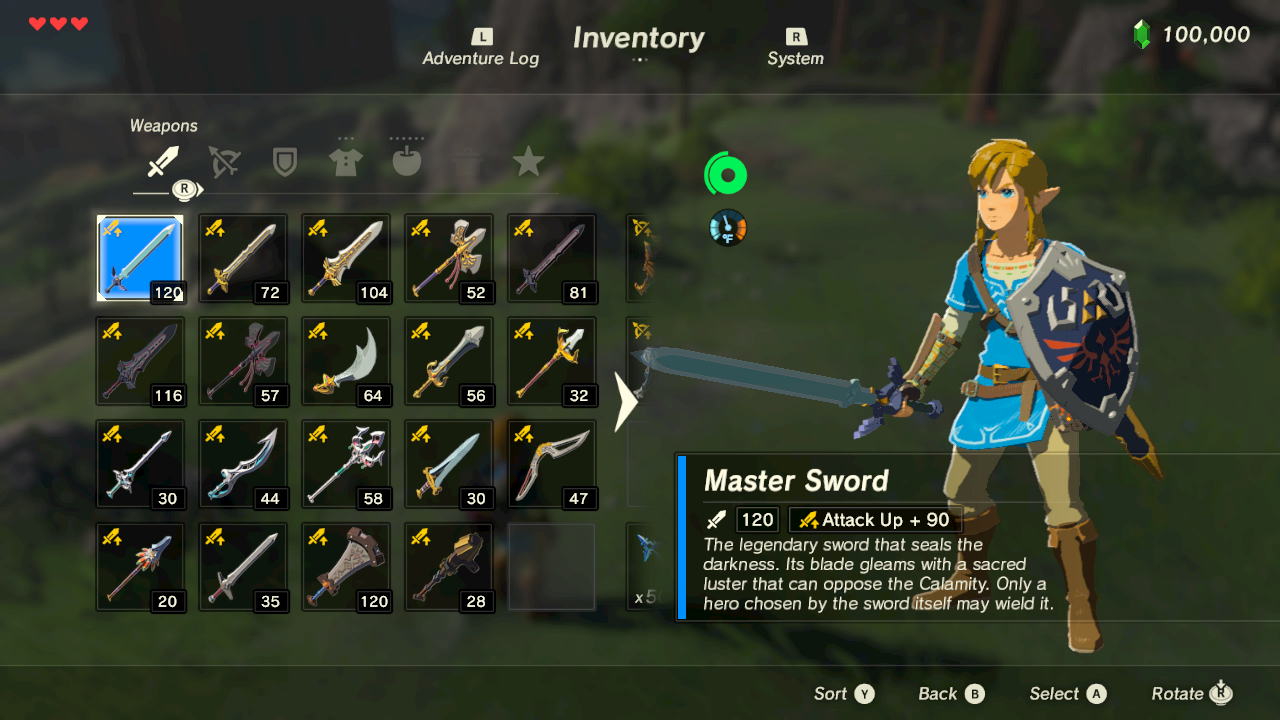 L
Adventure Log
Inventory
R
System
100,000
Weapons
R
°F
120
72
104
52
81
116
57
64
56
32
30
44
58
30
47
20
35
120
28
x5
Master Sword
120
Attack Up + 90
The legendary sword that seals the
darkness. Its blade gleams with a sacred
luster that can oppose the Calamity. Only a
hero chosen by the sword itself may wield it.
Sort Y
Back B
Select A
Rotate R